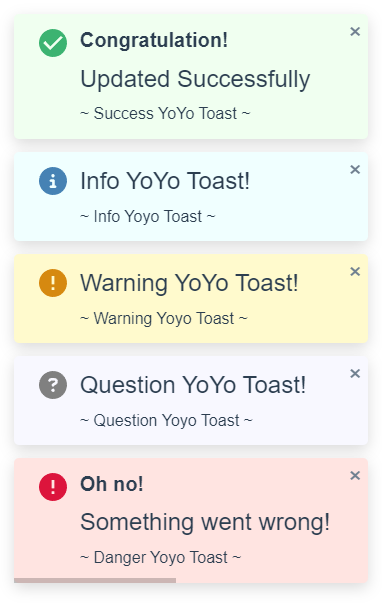 Congratulation!
Updated Successfully
~ Success YoYo Toast ~
Info YoYo Toast!
~ Info Yoyo Toast ~
Warning YoYo Toast!
~ Warning Yoyo Toast ~
Question YoYo Toast!
~ Question Yoyo Toast ~
Oh no!
Something went wrong!
~ Danger Yoyo Toast ~